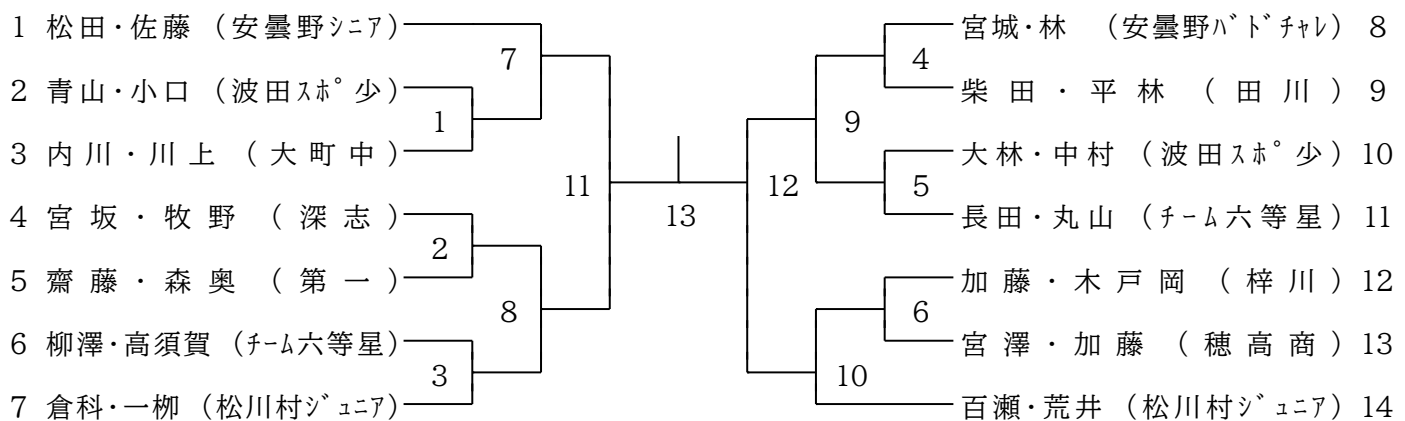 1 松田・佐藤 (安曇野ｼﾆｱ)
2 青山・小口 (波田ｽﾎﾟ少)
3 内川・川上 (大町中)
4 宮坂・牧野 (深志)
5 齋藤・森奥 (第一)
6 柳澤・高須賀 (ﾁｰﾑ六等星)
7 倉科・一栁 (松川村ｼﾞｭﾆｱ)
7
1
2
8
3
11
13
12
4
9
5
6
10
宮城・林 (安曇野ﾊﾞﾄﾞﾁｬﾚ) 8
柴田・平林 (田川) 9
大林・中村 (波田ｽﾎﾟ少) 10
長田・丸山 (ﾁｰﾑ六等星) 11
加藤・木戸岡 (梓川) 12
宮澤・加藤 (穂高商) 13
百瀬・荒井 (松川村ｼﾞｭﾆｱ) 14